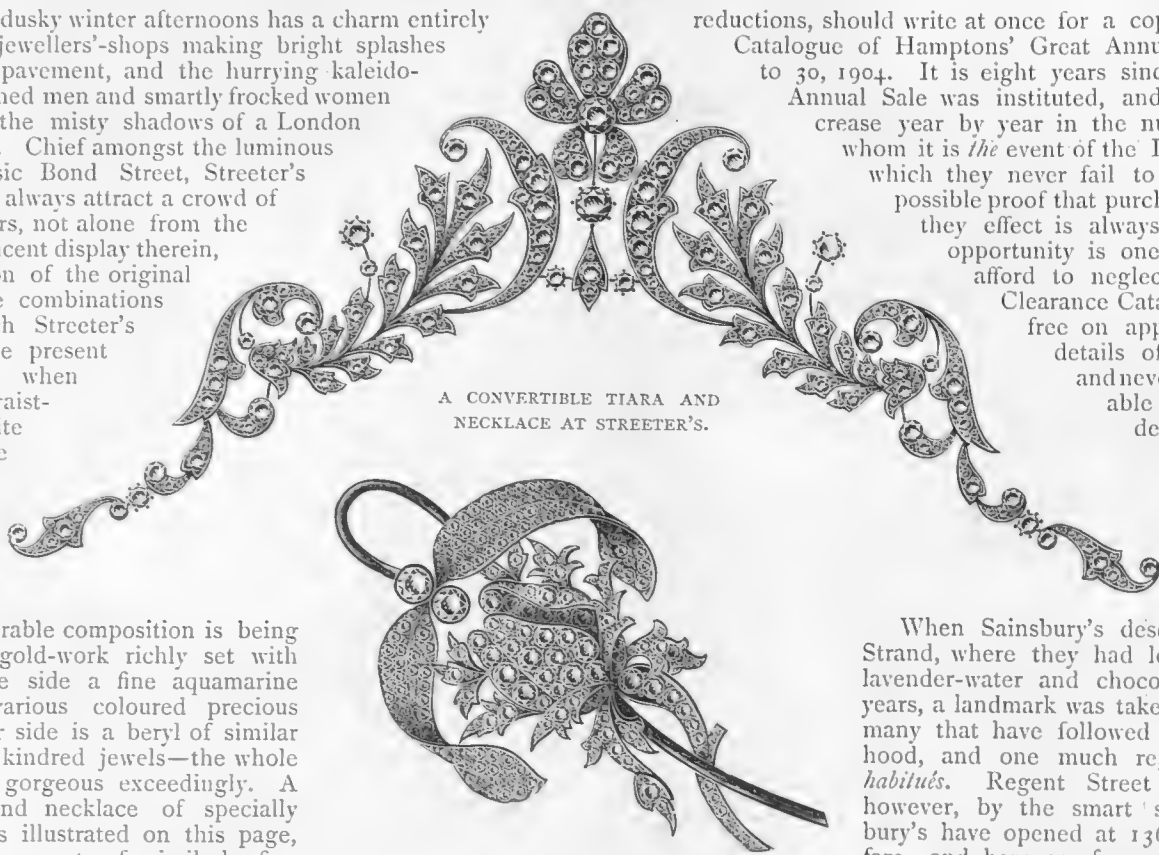 dusky winter afternoons has a charm entirely
jewellers'-shops making bright splashes
pavement, and the hurrying kaleido-
ned men and smartly frocked women
the misty shadows of a London
Chief amongst the luminous
sic Bond Street, Streeter's
always attract a crowd of
rs, not alone from the
icent display therein,
on of the original
e combinations
h Streeter's
e present
when
raist-
ite
e
A CONVERTIBLE TIARA AND
NECKLACE AT STREETER'S.
rable composition is being
gold-work richly set with
e side a fine aquamarine
various coloured precious
r side is a beryl of similar
kindred jewels—the whole
gorgeous exceedingly. A
nd necklace of specially
s illustrated on this page,
reductions, should write at once for a cop
Catalogue of Hamptons' Great Annu
to 30, 1904. It is eight years sinc
Annual Sale was instituted, and
crease year by year in the nu
whom it is the event of the
which they never fail to
possible proof that purch
they effect is always
opportunity is one
afford to neglec
Clearance Cata
free on app
details of
and neve
able
de
When Sainsbury's dese
Strand, where they had lo
lavender-water and choco
years, a landmark was take
many that have followed
hood, and one much re
habitués. Regent Street
however, by the smart s
bury's have opened at 136